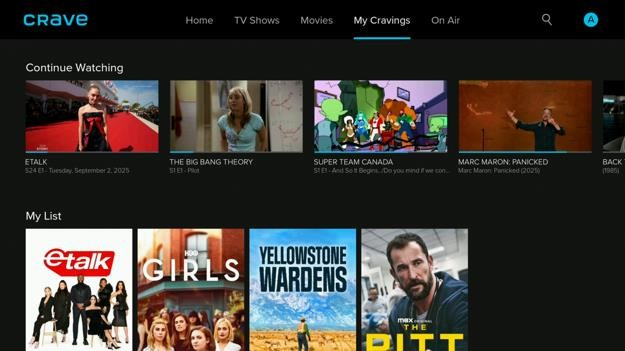 crave
Home TV Shows Movies My Cravings On Air
A
Continue Watching
ETALK
S24 E1 - Tuesday, September 2, 2025
THE BIG BANG THEORY
S1 E1 - Pilot
SUPER TEAM CANADA
S1 E1 - And So It Begins.../Do you mind if we con...
MARC MARON: PANICKED
Marc Maron: Panicked (2025)
BACK
(1985)
My List
etalk
HBO
GIRLS
YELLOWSTONE
WARDENS
max ORIGINAL
THE
PITT